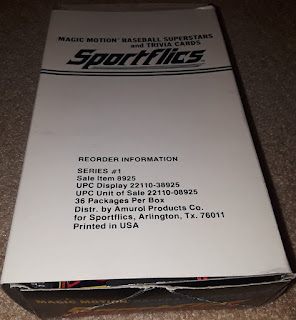 MAGIC MOTION® BASEBALL SUPERSTARS
and TRIVIA CARDS
Sportflics
REORDER INFORMATION
SERIES #1
Sale Item 8925
UPC Display 22110-38925
UPC Unit of Sale 22110-08925
36 Packages Per Box
Distr. by Amurol Products Co.
for Sportflics, Arlington, Tx. 76011
Printed in USA
MAGIC MOTION
Sportflics